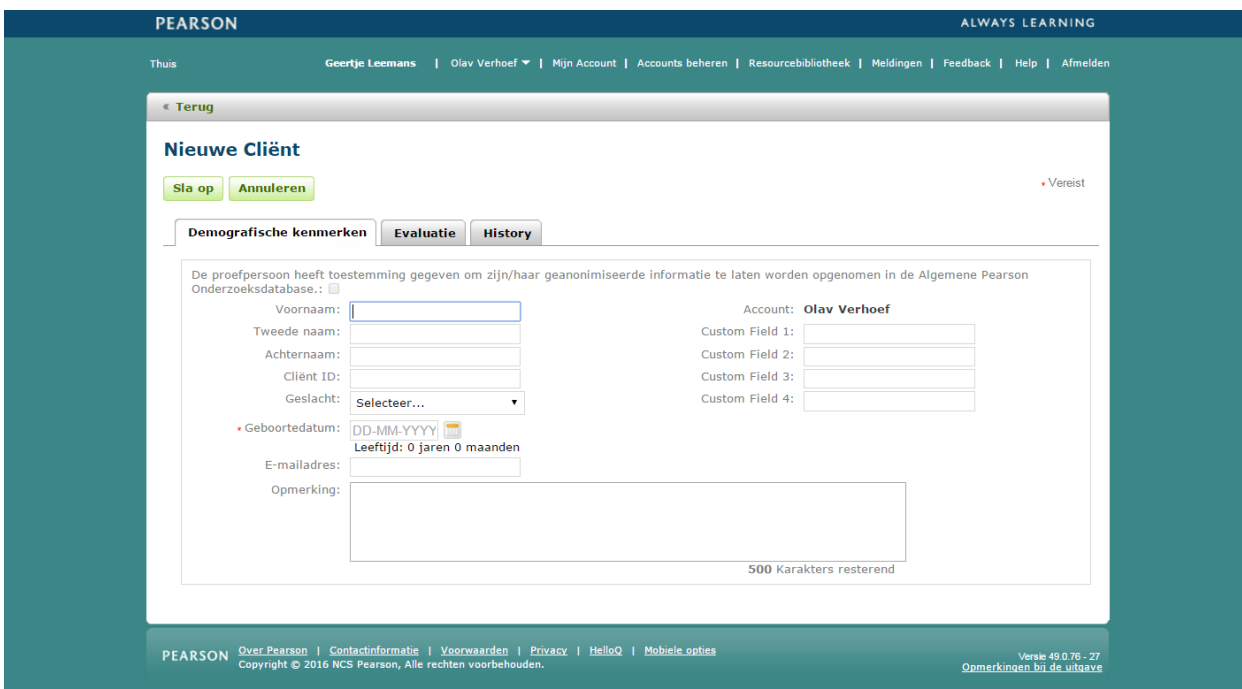 PEARSON ALWAYS LEARNING
Thuis Geertje Leemans | Olav Verhoef | Mijn Account | Accounts beheren | Resourcebibliotheek | Meldingen | Feedback | Help | Afmelden
« Terug
Nieuwe Cliënt
Sla op Annuleren • Vereist
Demografische kenmerken Evaluatie History
De proefpersoon heeft toestemming gegeven om zijn/haar geanonimiseerde informatie te laten worden opgenomen in de Algemene Pearson
Onderzoeksdatabase.:
Voornaam: Account: Olav Verhoef
Tweede naam: Custom Field 1:
Achternaam: Custom Field 2:
Cliënt ID: Custom Field 3:
Geslacht: Selecteer... Custom Field 4:
• Geboortedatum: DD-MM-YYYY
Leeftijd: 0 jaren 0 maanden
E-mailadres:
Opmerking:
500 Karakters resterend
PEARSON Over Pearson | Contactinformatie | Voorwaarden | Privacy | HelloQ | Mobiele opties
Copyright © 2016 NCS Pearson, Alle rechten voorbehouden.
Versie 49.0.76 - 27
Opmerkingen bij de uitgave